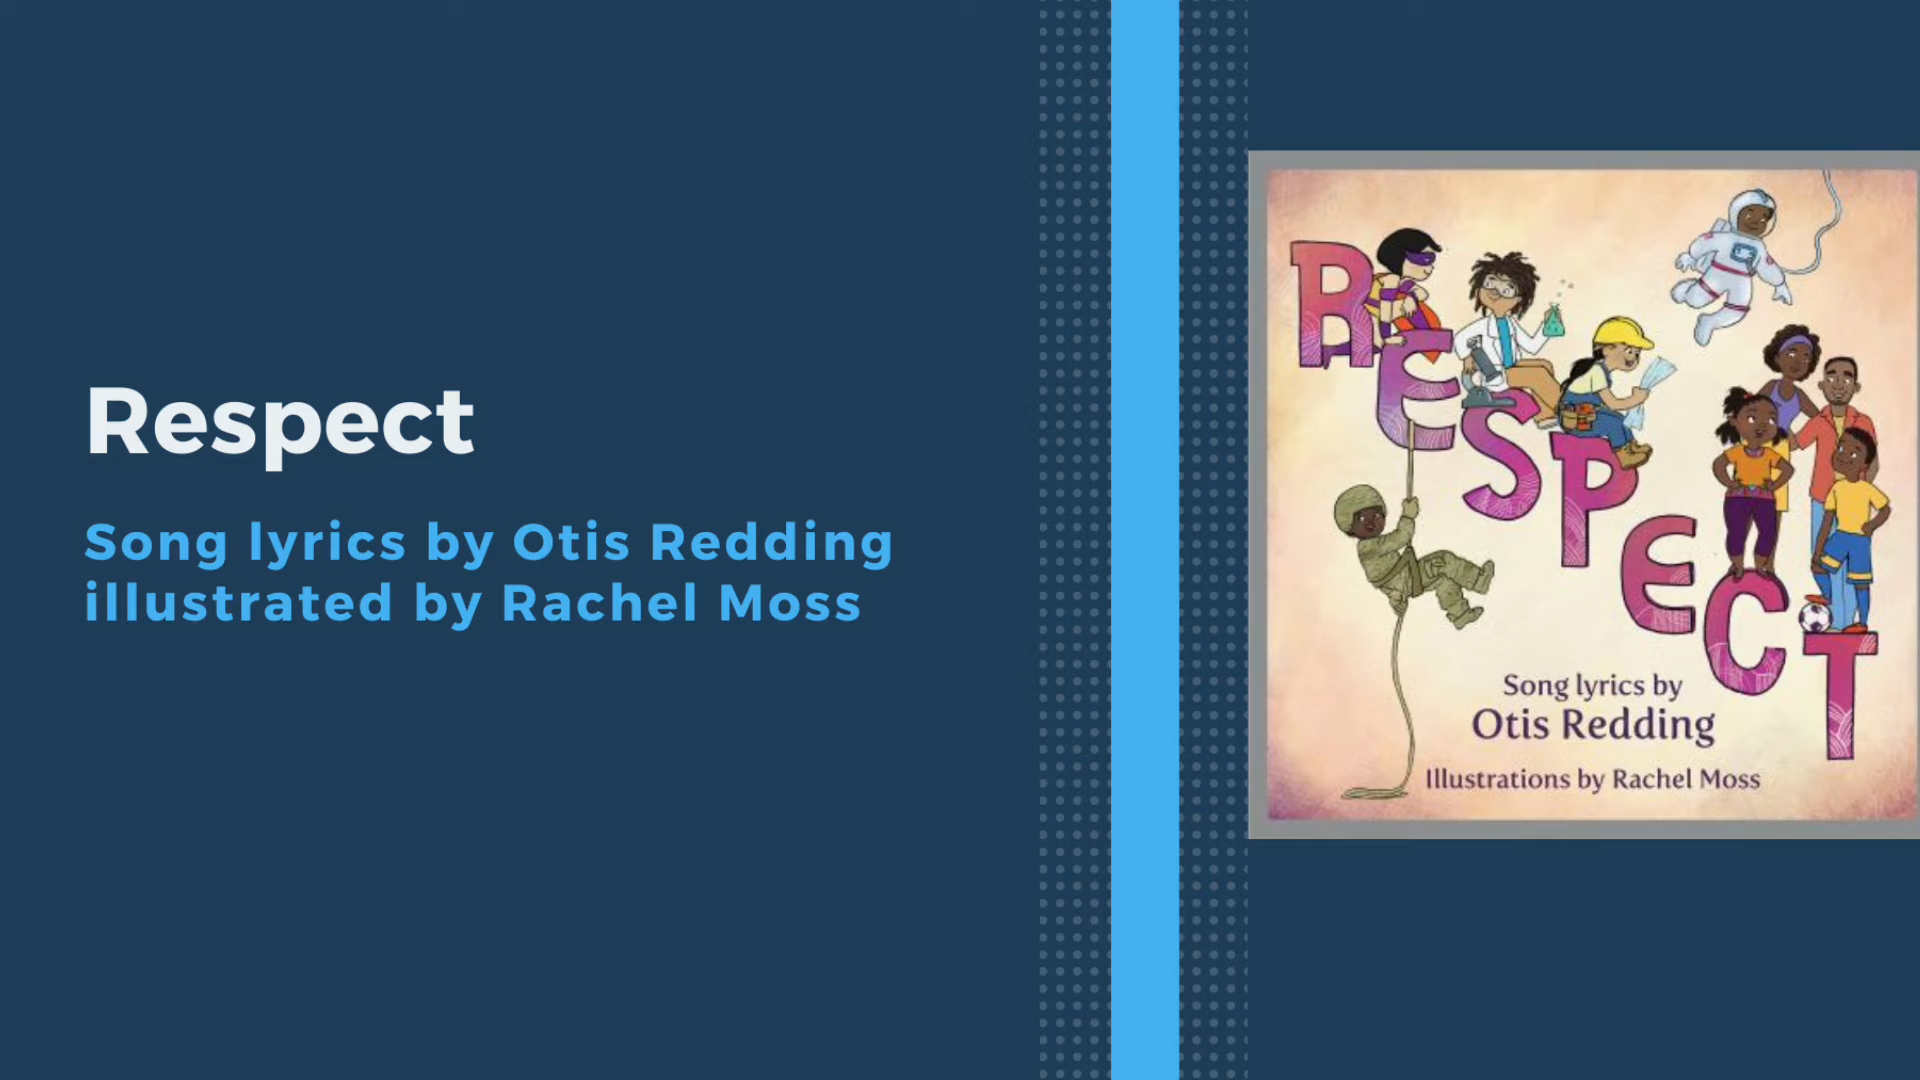 Respect
Song lyrics by Otis Redding
illustrated by Rachel Moss
RESPECT
Song lyrics by
Otis Redding
Illustrations by Rachel Moss